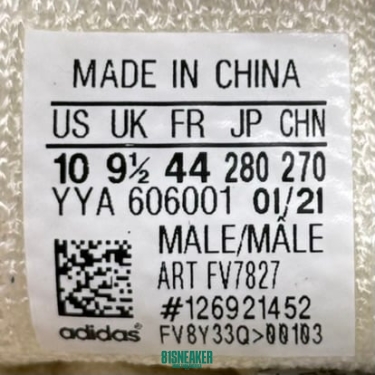 MADE IN CHINA
US UK FR JP CHN
10 9½ 44 280 270
YYA 606001 01/21
MALE/MÂLE
ART FV7827
#126921452
adidas FV8Y33Q>00103
81SNEAKER